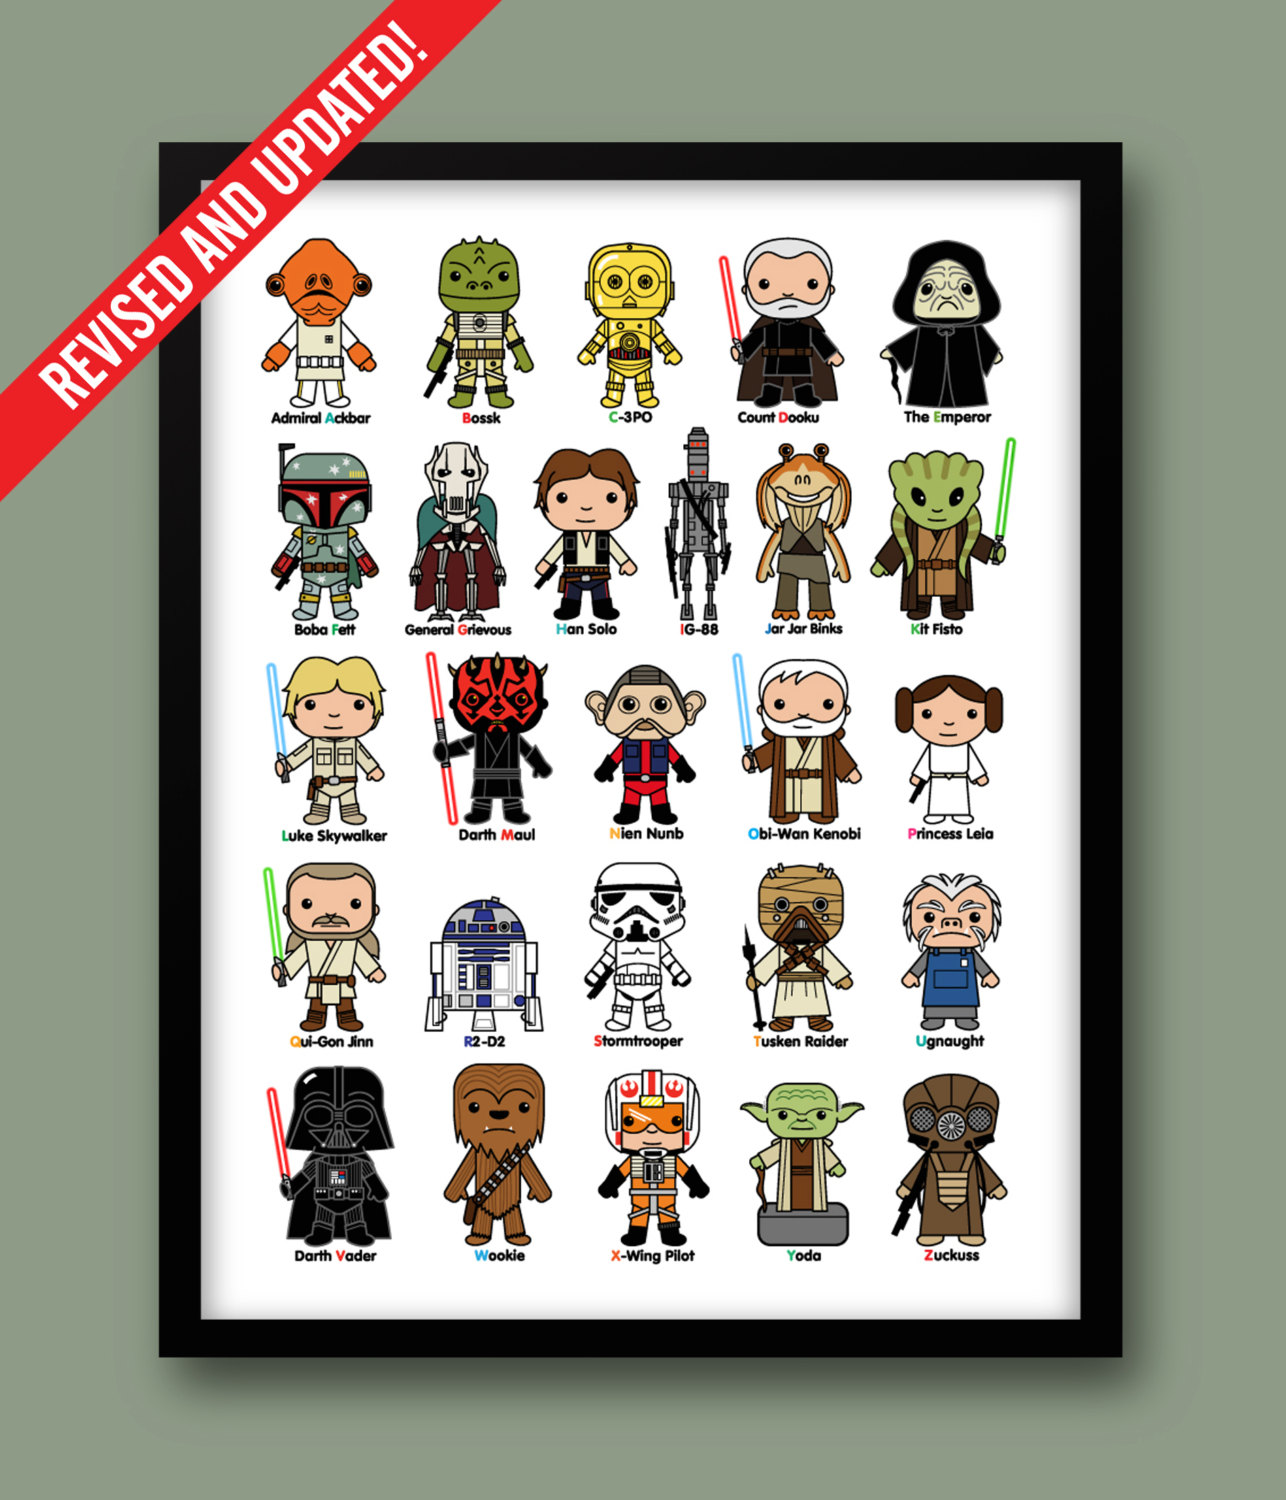 REVISED AND UPDATED!
Admiral Ackbar
Bossk
C-3PO
Count Dooku
The Emperor
Boba Fett
General Grievous
Han Solo
IG-88
Jar Jar Binks
Kit Fisto
Luke Skywalker
Darth Maul
Nien Nunb
Obi-Wan Kenobi
Princess Leia
Qui-Gon Jinn
R2-D2
Stormtrooper
Tusken Raider
Ugnaught
Darth Vader
Wookie
X-Wing Pilot
Yoda
Zuckuss